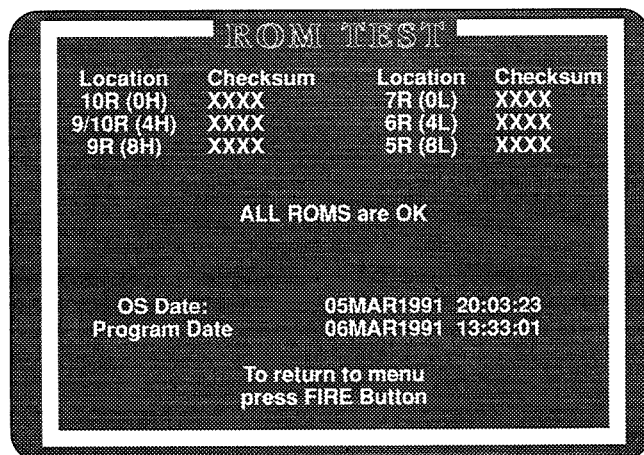 ROM TEST
Location Checksum Location Checksum
10R (0H) XXXX 7R (0L) XXXX
9/10R (4H) XXXX 6R (4L) XXXX
9R (8H) XXXX 5R (8L) XXXX
ALL ROMS are OK
OS Date: 05MAR1991 20:03:23
Program Date 06MAR1991 13:33:01
To return to menu
press FIRE Button